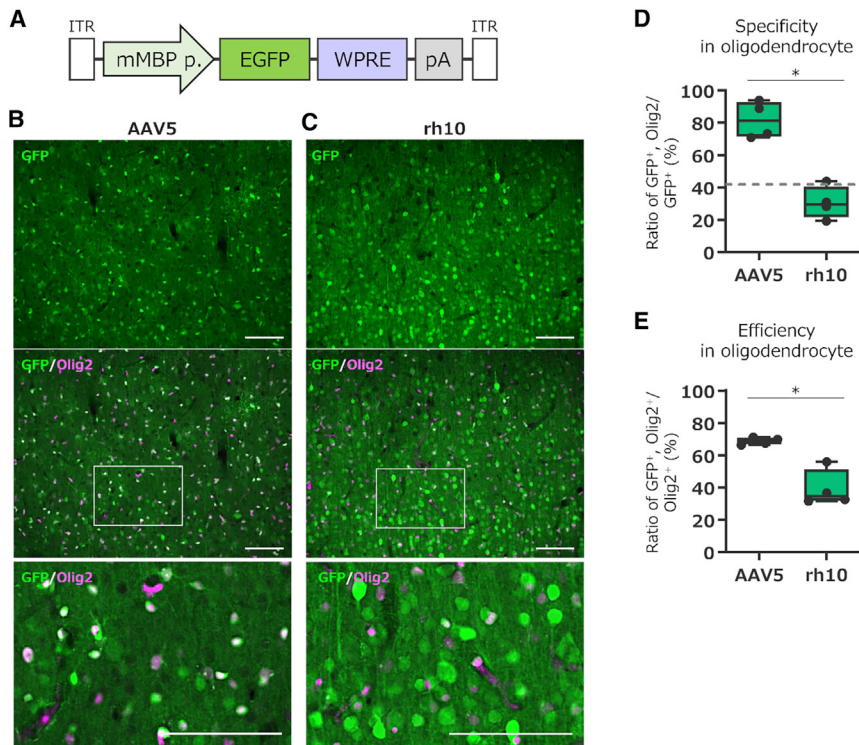 A
ITR
ITR
mMBP p.
EGFP
WPRE
pA
B
AAV5
GFP
GFP/Olig2
GFP/Olig2
C
rh10
GFP
GFP/Olig2
GFP/Olig2
D
Specificity
in oligodendrocyte
*
Ratio of GFP⁺, Olig2/
GFP⁺ (%)
100
80
60
40
20
0
AAV5
rh10
E
Efficiency
in oligodendrocyte
*
Ratio of GFP⁺, Olig2⁺/
Olig2⁺ (%)
100
80
60
40
20
0
AAV5
rh10